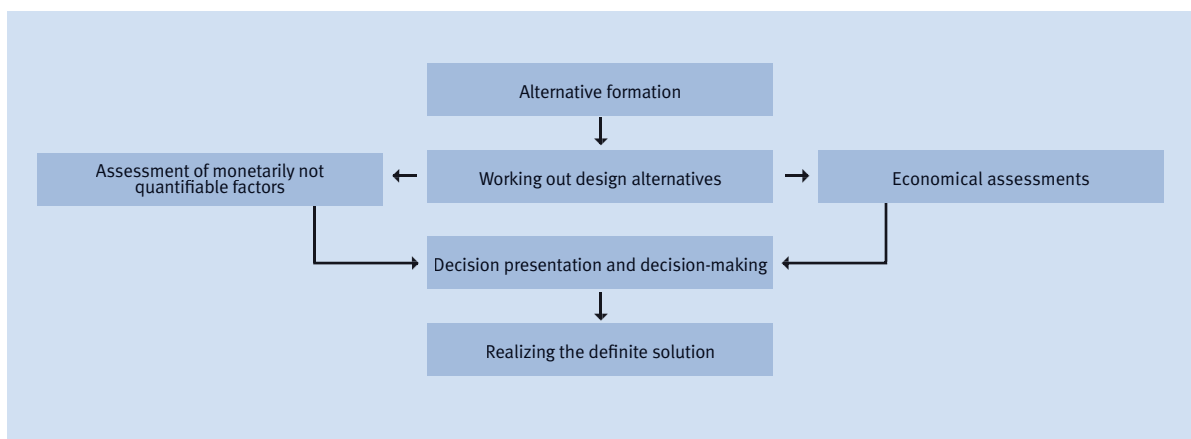 Alternative formation
Assessment of monetarily not
quantifiable factors
Working out design alternatives
Economical assessments
Decision presentation and decision-making
Realizing the definite solution